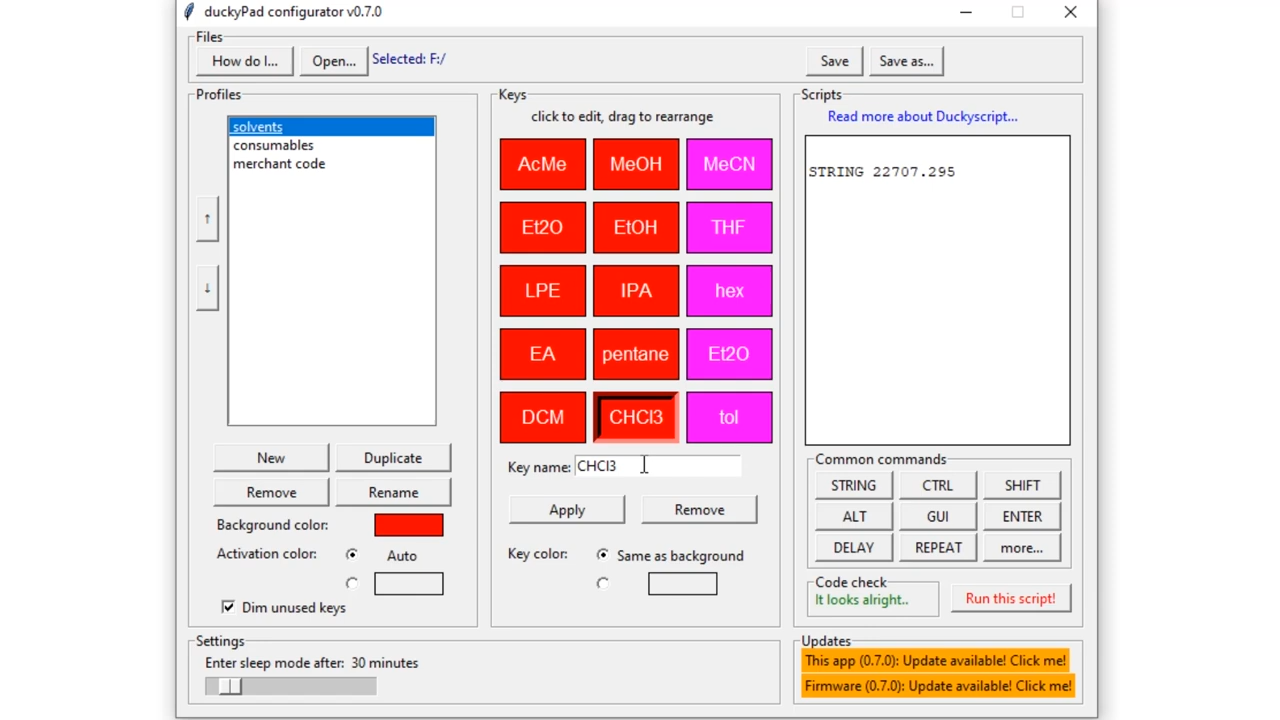 duckyPad configurator v0.7.0
Files
How do I...
Open...
Selected: F:/
Save
Save as...
Profiles
solvents
consumables
merchant code
↑
↓
New
Duplicate
Remove
Rename
Background color:
Activation color:
Auto
Dim unused keys
Keys
click to edit, drag to rearrange
AcMe
MeOH
MeCN
Et2O
EtOH
THF
LPE
IPA
hex
EA
pentane
Et2O
DCM
CHCl3
tol
Key name:
CHCl3
Apply
Remove
Key color:
Same as background
Scripts
Read more about Duckyscript...
STRING 22707.295
Common commands
STRING
CTRL
SHIFT
ALT
GUI
ENTER
DELAY
REPEAT
more...
Code check
It looks alright..
Run this script!
Settings
Enter sleep mode after: 30 minutes
Updates
This app (0.7.0): Update available! Click me!
Firmware (0.7.0): Update available! Click me!